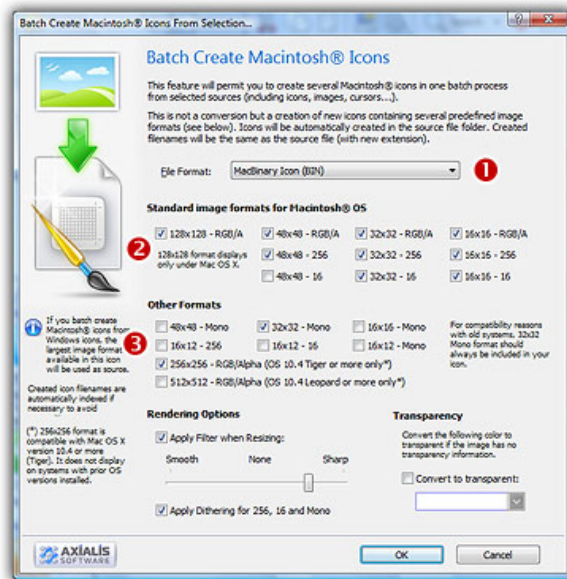 Batch Create Macintosh® Icons From Selection...
Batch Create Macintosh® Icons
This feature will permit you to create several Macintosh® icons in one batch process
from selected sources (including icons, images, cursors...).
This is not a conversion but a creation of new icons containing several predefined image
formats (see below). Icons will be automatically created in the source file folder. Created
filenames will be the same as the source file (with new extension).
File Format: MacBinary Icon (BIN)
1
Standard image formats for Macintosh® OS
2
128x128 - RGB/A 48x48 - RGB/A 32x32 - RGB/A 16x16 - RGB/A
128x128 format displays
only under Mac OS X.
48x48 - 256 32x32 - 256 16x16 - 256
48x48 - 16 32x32 - 16 16x16 - 16
If you batch create
Macintosh® icons from
Windows icons, the
largest image format
available in this icon
will be used as source.
Created icon filenames are
automatically indexed if
necessary to avoid
(*) 256x256 format is
compatible with Mac OS X
version 10.4 or more
(Tiger). It does not display
on systems with prior OS
versions installed.
Other Formats
3
48x48 - Mono 32x32 - Mono 16x16 - Mono
16x12 - 256 16x12 - 16 16x12 - Mono
For compatibility reasons
with old systems, 32x32
Mono format should
always be included in your
icon.
256x256 - RGB/Alpha (OS 10.4 Tiger or more only*)
512x512 - RGB/Alpha (OS 10.4 Leopard or more only*)
Rendering Options
Apply Filter when Resizing:
Smooth None Sharp
Apply Dithering for 256, 16 and Mono
Transparency
Convert the following color to
transparent if the image has no
transparency information.
Convert to transparent:
AXIALIS
SOFTWARE
OK Cancel